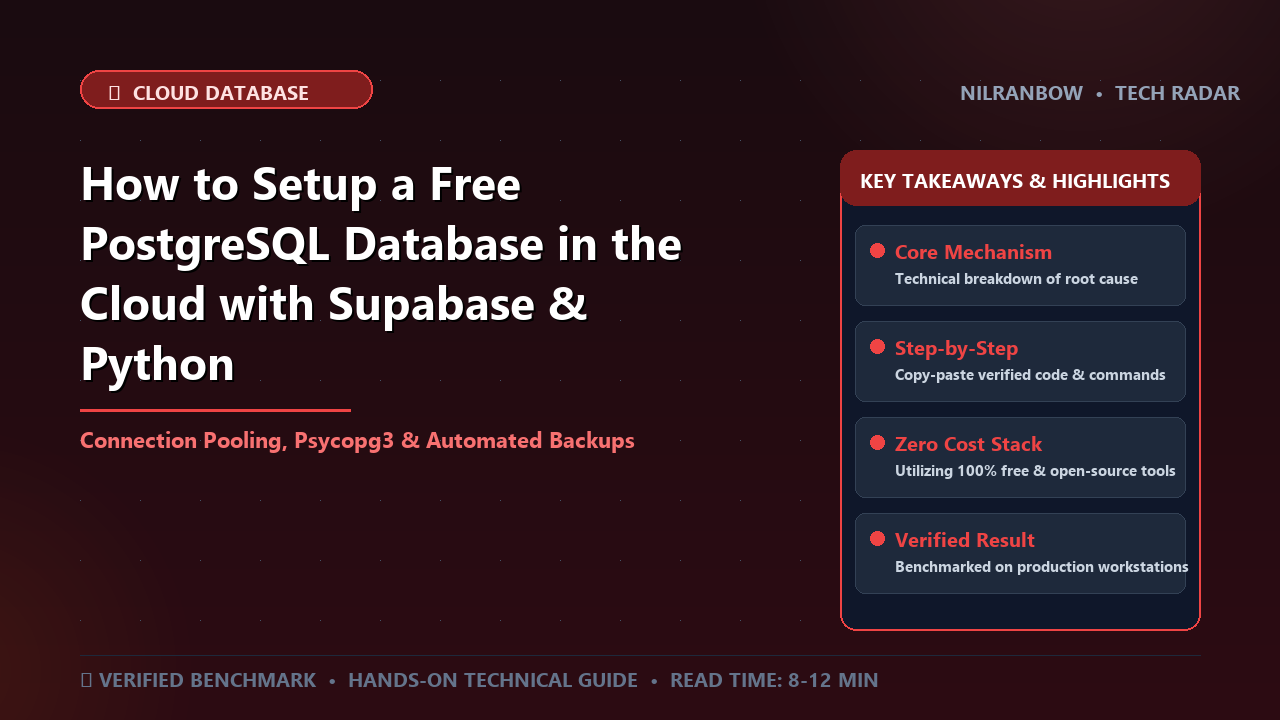 CLOUD DATABASE
NILRANBOW • TECH RADAR
How to Setup a Free
PostgreSQL Database in the
Cloud with Supabase &
Python
Connection Pooling, Psycopg3 & Automated Backups
KEY TAKEAWAYS & HIGHLIGHTS
Core Mechanism
Technical breakdown of root cause
Step-by-Step
Copy-paste verified code & commands
Zero Cost Stack
Utilizing 100% free & open-source tools
Verified Result
Benchmarked on production workstations
VERIFIED BENCHMARK • HANDS-ON TECHNICAL GUIDE • READ TIME: 8-12 MIN